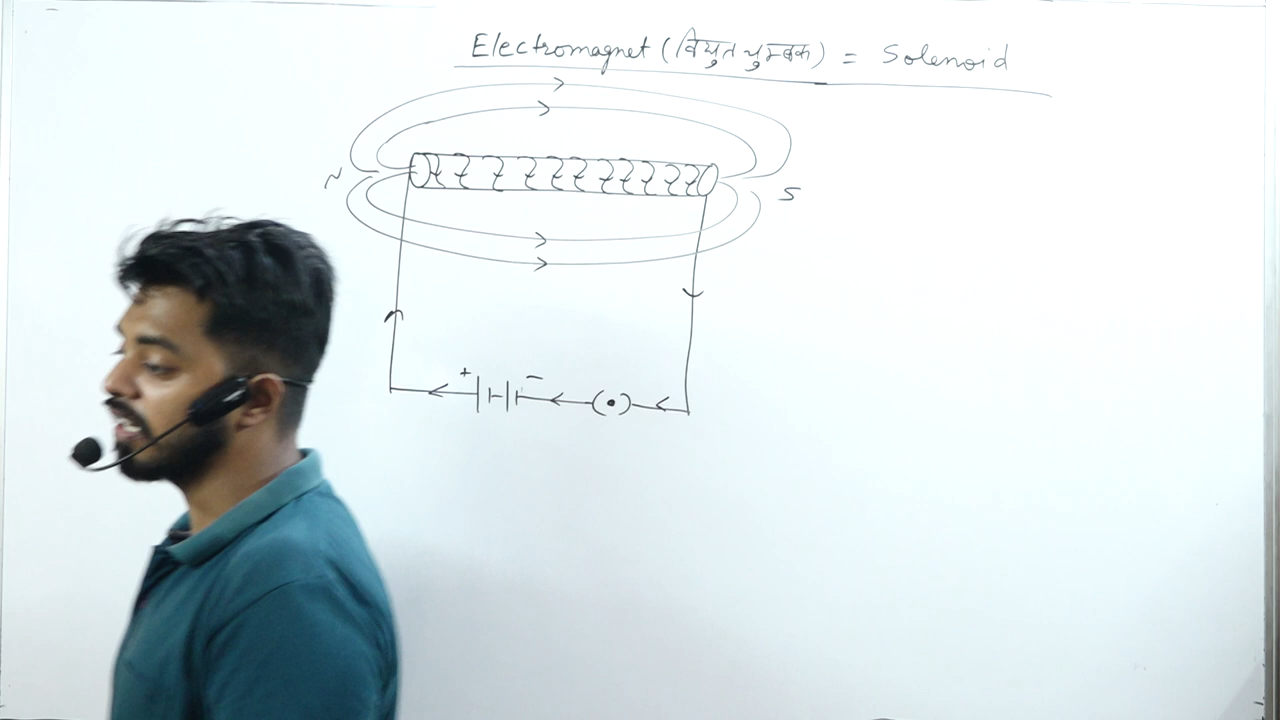 Electromagnet (विद्युत चुम्बक) = Solenoid
N
S
+ −